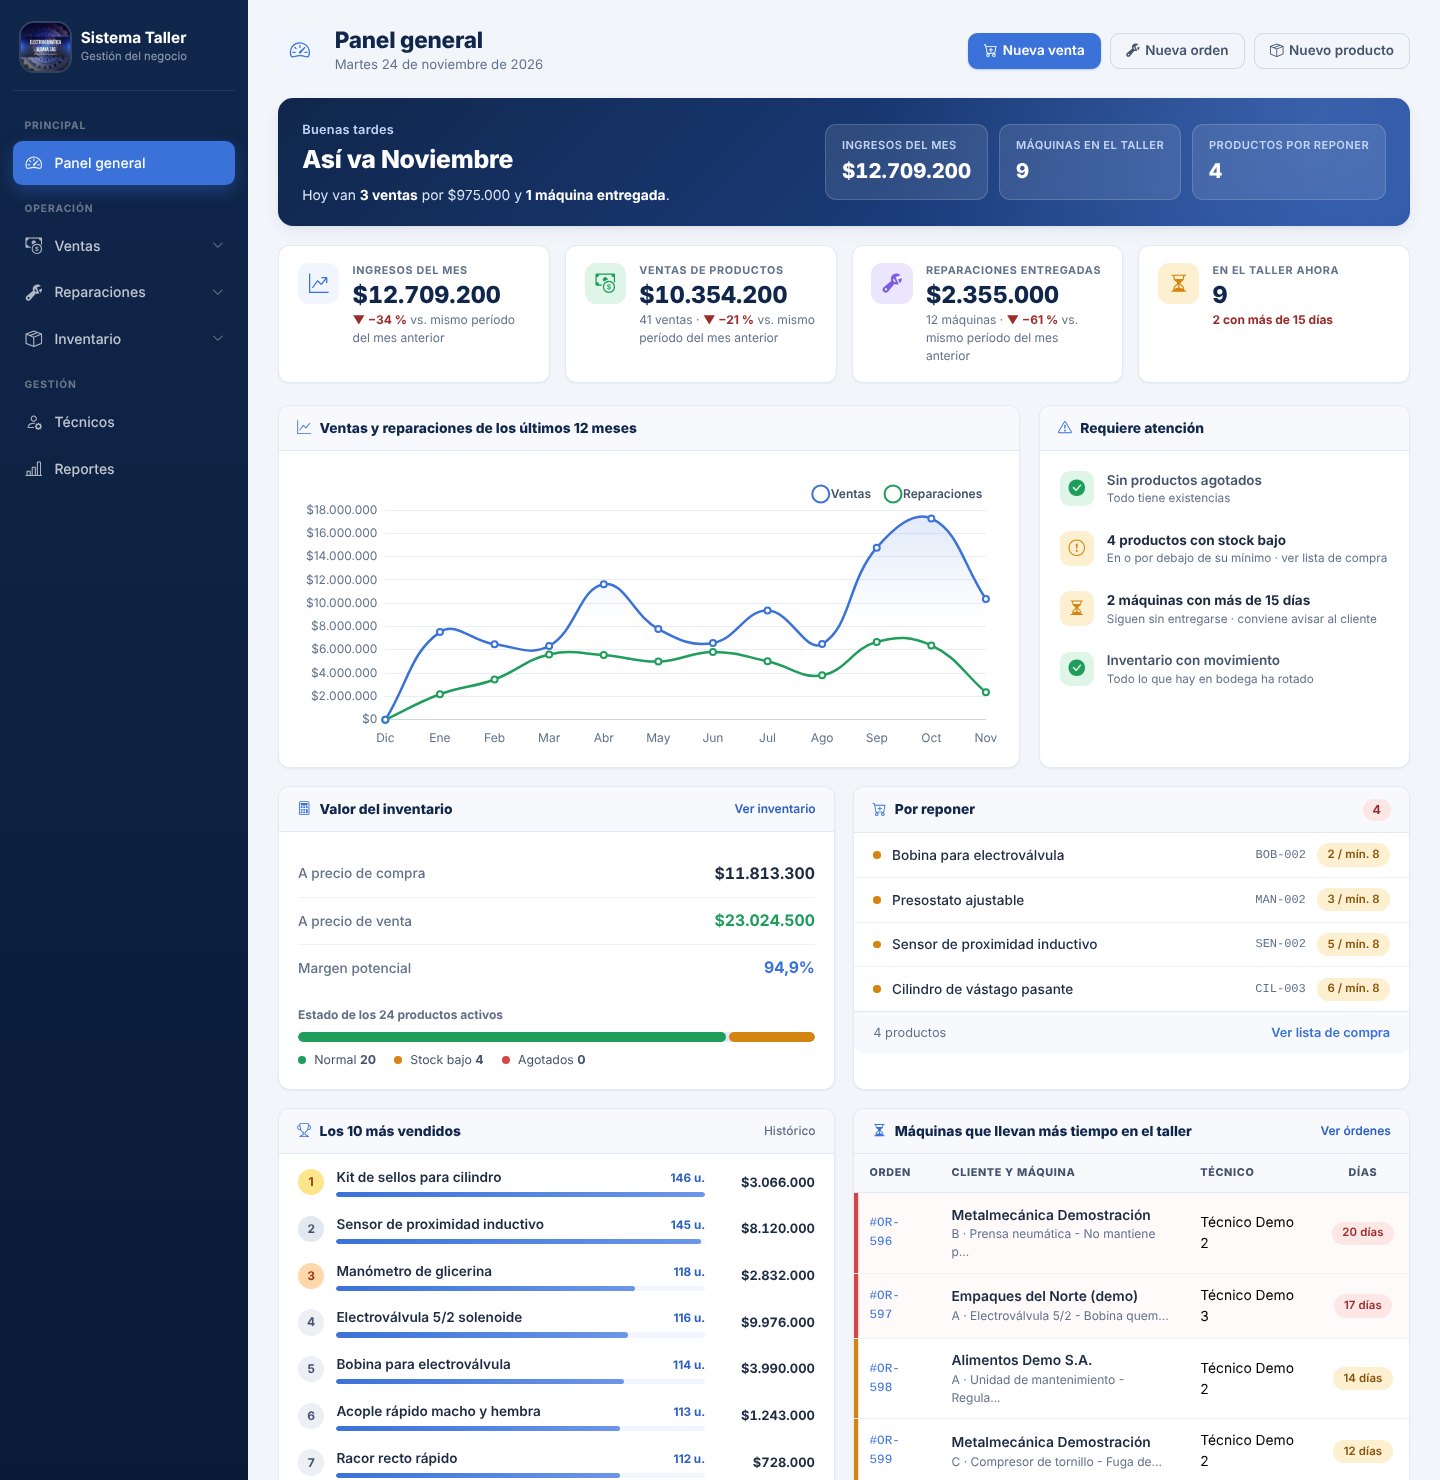 Sistema Taller
Gestión del negocio
PRINCIPAL
Panel general
OPERACIÓN
Ventas
Reparaciones
Inventario
GESTIÓN
Técnicos
Reportes
Panel general
Martes 24 de noviembre de 2026
Nueva venta
Nueva orden
Nuevo producto
Buenas tardes
Así va Noviembre
Hoy van 3 ventas por $975.000 y 1 máquina entregada.
INGRESOS DEL MES
$12.709.200
MÁQUINAS EN EL TALLER
9
PRODUCTOS POR REPONER
4
INGRESOS DEL MES
$12.709.200
▼ −34 % vs. mismo período
del mes anterior
VENTAS DE PRODUCTOS
$10.354.200
41 ventas · ▼ −21 % vs. mismo
período del mes anterior
REPARACIONES ENTREGADAS
$2.355.000
12 máquinas · ▼ −61 % vs.
mismo período del mes
anterior
EN EL TALLER AHORA
9
2 con más de 15 días
Ventas y reparaciones de los últimos 12 meses
Ventas
Reparaciones
$18.000.000
$16.000.000
$14.000.000
$12.000.000
$10.000.000
$8.000.000
$6.000.000
$4.000.000
$2.000.000
$0
Dic Ene Feb Mar Abr May Jun Jul Ago Sep Oct Nov
Requiere atención
Sin productos agotados
Todo tiene existencias
4 productos con stock bajo
En o por debajo de su mínimo · ver lista de compra
2 máquinas con más de 15 días
Siguen sin entregarse · conviene avisar al cliente
Inventario con movimiento
Todo lo que hay en bodega ha rotado
Valor del inventario
Ver inventario
A precio de compra $11.813.300
A precio de venta $23.024.500
Margen potencial 94,9%
Estado de los 24 productos activos
Normal 20 Stock bajo 4 Agotados 0
Por reponer
4
Bobina para electroválvula BOB-002 2 / mín. 8
Presostato ajustable MAN-002 3 / mín. 8
Sensor de proximidad inductivo SEN-002 5 / mín. 8
Cilindro de vástago pasante CIL-003 6 / mín. 8
4 productos
Ver lista de compra
Los 10 más vendidos
Histórico
1 Kit de sellos para cilindro 146 u. $3.066.000
2 Sensor de proximidad inductivo 145 u. $8.120.000
3 Manómetro de glicerina 118 u. $2.832.000
4 Electroválvula 5/2 solenoide 116 u. $9.976.000
5 Bobina para electroválvula 114 u. $3.990.000
6 Acople rápido macho y hembra 113 u. $1.243.000
7 Racor recto rápido 112 u. $728.000
Máquinas que llevan más tiempo en el taller
Ver órdenes
ORDEN CLIENTE Y MÁQUINA TÉCNICO DÍAS
#OR-
596
Metalmecánica Demostración
B · Prensa neumática - No mantiene
p...
Técnico Demo
2
20 días
#OR-
597
Empaques del Norte (demo)
A · Electroválvula 5/2 - Bobina quem...
Técnico Demo
3
17 días
#OR-
598
Alimentos Demo S.A.
A · Unidad de mantenimiento -
Regula...
Técnico Demo
2
14 días
#OR-
599
Metalmecánica Demostración
C · Compresor de tornillo - Fuga de...
Técnico Demo
2
12 días